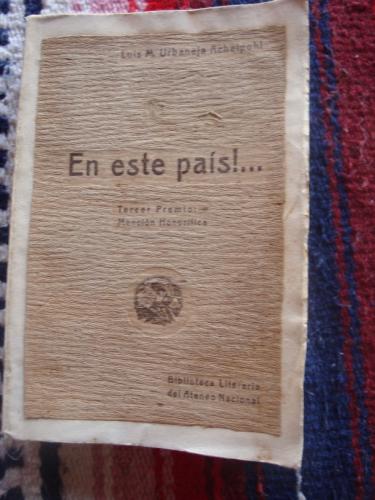 Luis M. Urbaneja Achelpohl
En este país!...
Tercer Premio:
Mención Honorífica
Biblioteca Literaria
del Ateneo Nacional